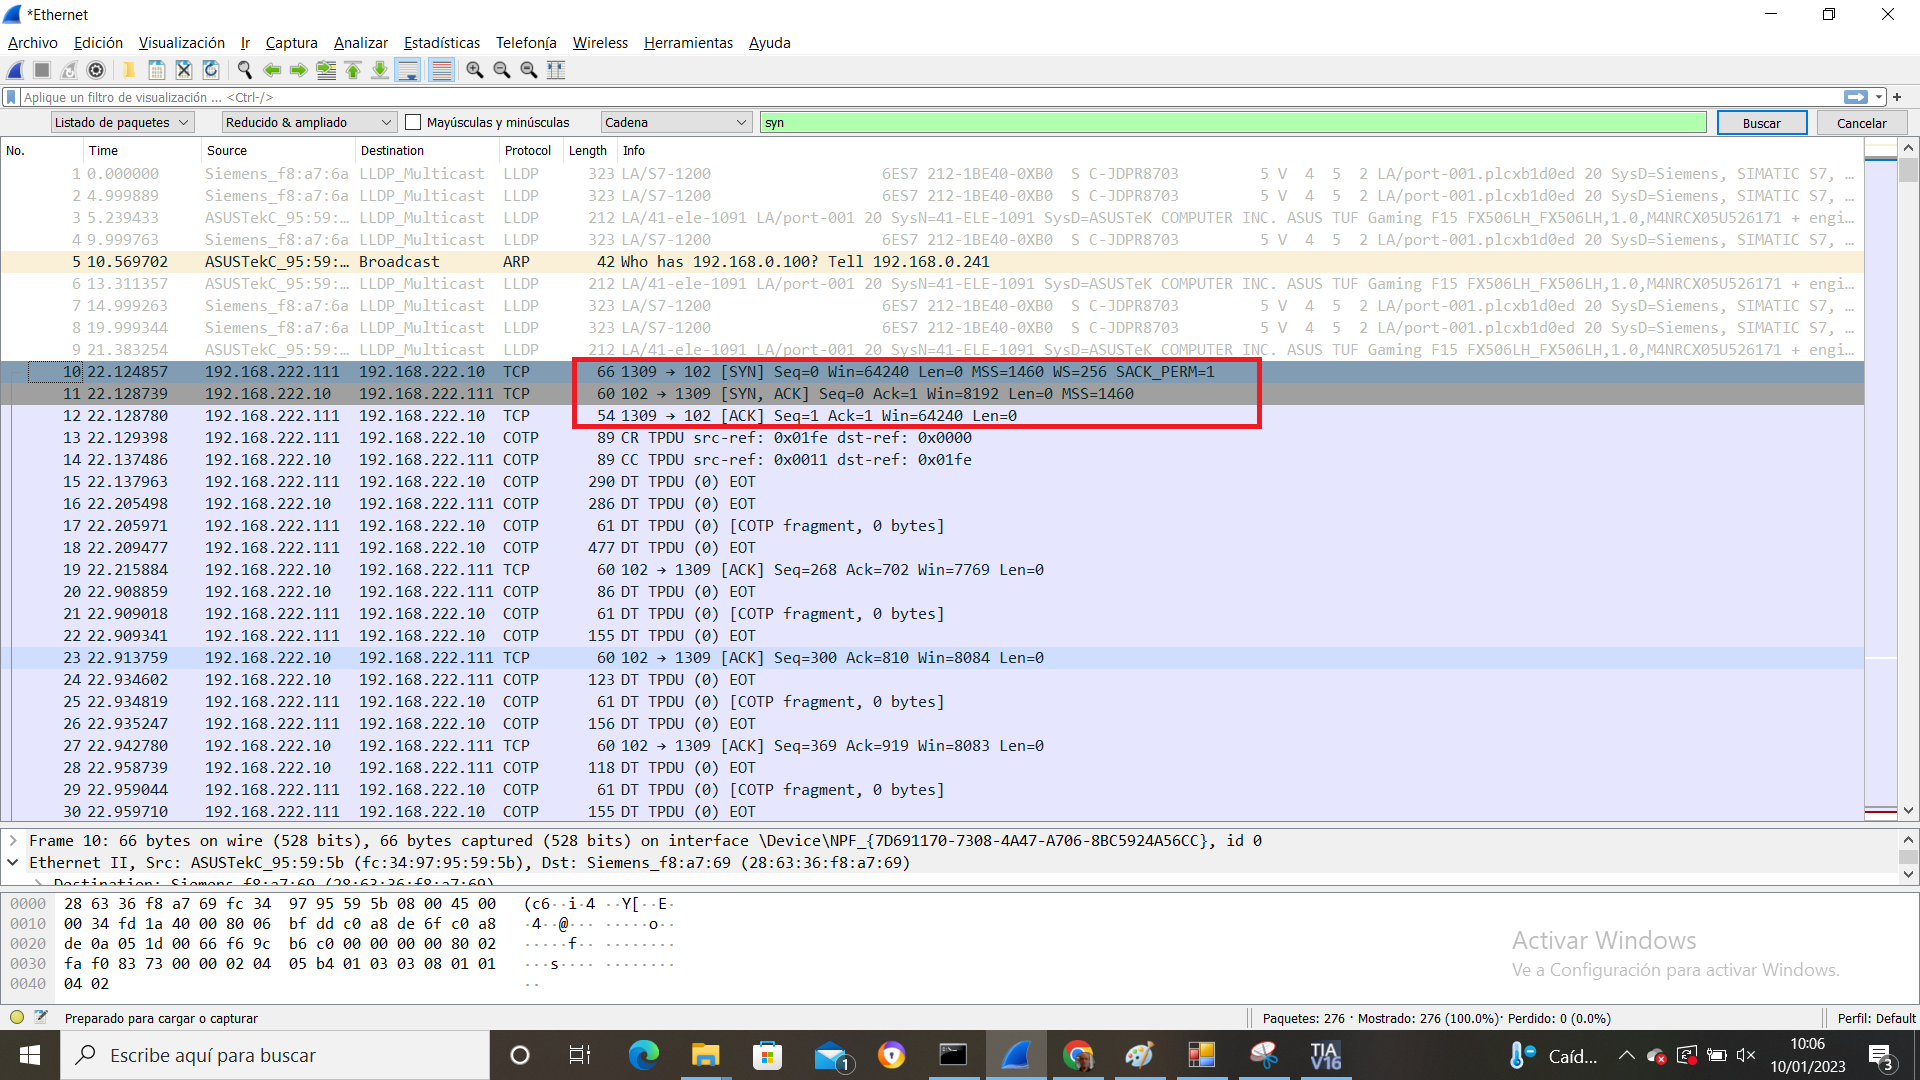 *Ethernet
Archivo Edición Visualización Ir Captura Analizar Estadísticas Telefonía Wireless Herramientas Ayuda
Aplique un filtro de visualización ... <Ctrl-/>
Listado de paquetes Reducido & ampliado Mayúsculas y minúsculas Cadena syn Buscar Cancelar
No. Time Source Destination Protocol Length Info
1 0.000000 Siemens_f8:a7:6a LLDP_Multicast LLDP 323 LA/S7-1200 6ES7 212-1BE40-0XB0 S C-JDPR8703 5 V 4 5 2 LA/port-001.plcxb1d0ed 20 SysD=Siemens, SIMATIC S7, …
2 4.999889 Siemens_f8:a7:6a LLDP_Multicast LLDP 323 LA/S7-1200 6ES7 212-1BE40-0XB0 S C-JDPR8703 5 V 4 5 2 LA/port-001.plcxb1d0ed 20 SysD=Siemens, SIMATIC S7, …
3 5.239433 ASUSTekC_95:59:… LLDP_Multicast LLDP 212 LA/41-ele-1091 LA/port-001 20 SysN=41-ELE-1091 SysD=ASUSTeK COMPUTER INC. ASUS TUF Gaming F15 FX506LH_FX506LH,1.0,M4NRCX05U526171 + engi…
4 9.999763 Siemens_f8:a7:6a LLDP_Multicast LLDP 323 LA/S7-1200 6ES7 212-1BE40-0XB0 S C-JDPR8703 5 V 4 5 2 LA/port-001.plcxb1d0ed 20 SysD=Siemens, SIMATIC S7, …
5 10.569702 ASUSTekC_95:59:… Broadcast ARP 42 Who has 192.168.0.100? Tell 192.168.0.241
6 13.311357 ASUSTekC_95:59:… LLDP_Multicast LLDP 212 LA/41-ele-1091 LA/port-001 20 SysN=41-ELE-1091 SysD=ASUSTeK COMPUTER INC. ASUS TUF Gaming F15 FX506LH_FX506LH,1.0,M4NRCX05U526171 + engi…
7 14.999263 Siemens_f8:a7:6a LLDP_Multicast LLDP 323 LA/S7-1200 6ES7 212-1BE40-0XB0 S C-JDPR8703 5 V 4 5 2 LA/port-001.plcxb1d0ed 20 SysD=Siemens, SIMATIC S7, …
8 19.999344 Siemens_f8:a7:6a LLDP_Multicast LLDP 323 LA/S7-1200 6ES7 212-1BE40-0XB0 S C-JDPR8703 5 V 4 5 2 LA/port-001.plcxb1d0ed 20 SysD=Siemens, SIMATIC S7, …
9 21.383254 ASUSTekC_95:59:… LLDP_Multicast LLDP 212 LA/41-ele-1091 LA/port-001 20 SysN=41-ELE-1091 SysD=ASUSTeK COMPUTER INC. ASUS TUF Gaming F15 FX506LH_FX506LH,1.0,M4NRCX05U526171 + engi…
10 22.124857 192.168.222.111 192.168.222.10 TCP 66 1309 → 102 [SYN] Seq=0 Win=64240 Len=0 MSS=1460 WS=256 SACK_PERM=1
11 22.128739 192.168.222.10 192.168.222.111 TCP 60 102 → 1309 [SYN, ACK] Seq=0 Ack=1 Win=8192 Len=0 MSS=1460
12 22.128780 192.168.222.111 192.168.222.10 TCP 54 1309 → 102 [ACK] Seq=1 Ack=1 Win=64240 Len=0
13 22.129398 192.168.222.111 192.168.222.10 COTP 89 CR TPDU src-ref: 0x01fe dst-ref: 0x0000
14 22.137486 192.168.222.10 192.168.222.111 COTP 89 CC TPDU src-ref: 0x0011 dst-ref: 0x01fe
15 22.137963 192.168.222.111 192.168.222.10 COTP 290 DT TPDU (0) EOT
16 22.205498 192.168.222.10 192.168.222.111 COTP 286 DT TPDU (0) EOT
17 22.205971 192.168.222.111 192.168.222.10 COTP 61 DT TPDU (0) [COTP fragment, 0 bytes]
18 22.209477 192.168.222.111 192.168.222.10 COTP 477 DT TPDU (0) EOT
19 22.215884 192.168.222.10 192.168.222.111 TCP 60 102 → 1309 [ACK] Seq=268 Ack=702 Win=7769 Len=0
20 22.908859 192.168.222.10 192.168.222.111 COTP 86 DT TPDU (0) EOT
21 22.909018 192.168.222.111 192.168.222.10 COTP 61 DT TPDU (0) [COTP fragment, 0 bytes]
22 22.909341 192.168.222.111 192.168.222.10 COTP 155 DT TPDU (0) EOT
23 22.913759 192.168.222.10 192.168.222.111 TCP 60 102 → 1309 [ACK] Seq=300 Ack=810 Win=8084 Len=0
24 22.934602 192.168.222.10 192.168.222.111 COTP 123 DT TPDU (0) EOT
25 22.934819 192.168.222.111 192.168.222.10 COTP 61 DT TPDU (0) [COTP fragment, 0 bytes]
26 22.935247 192.168.222.111 192.168.222.10 COTP 156 DT TPDU (0) EOT
27 22.942780 192.168.222.10 192.168.222.111 TCP 60 102 → 1309 [ACK] Seq=369 Ack=919 Win=8083 Len=0
28 22.958739 192.168.222.10 192.168.222.111 COTP 118 DT TPDU (0) EOT
29 22.959044 192.168.222.111 192.168.222.10 COTP 61 DT TPDU (0) [COTP fragment, 0 bytes]
30 22.959710 192.168.222.111 192.168.222.10 COTP 155 DT TPDU (0) EOT
Frame 10: 66 bytes on wire (528 bits), 66 bytes captured (528 bits) on interface \Device\NPF_{7D691170-7308-4A47-A706-8BC5924A56CC}, id 0
Ethernet II, Src: ASUSTekC_95:59:5b (fc:34:97:95:59:5b), Dst: Siemens_f8:a7:69 (28:63:36:f8:a7:69)
Destination: Siemens_f8:a7:69 (28:63:36:f8:a7:69)
0000 28 63 36 f8 a7 69 fc 34 97 95 59 5b 08 00 45 00 (c6··i·4 ··Y[··E·
0010 00 34 fd 1a 40 00 80 06 bf dd c0 a8 de 6f c0 a8 ·4··@··· ·····o··
0020 de 0a 05 1d 00 66 f6 9c b6 c0 00 00 00 00 80 02 ·····f·· ········
0030 fa f0 83 73 00 00 02 04 05 b4 01 03 03 08 01 01 ···s···· ········
0040 04 02 ··
Activar Windows
Ve a Configuración para activar Windows.
Preparado para cargar o capturar Paquetes: 276 · Mostrado: 276 (100.0%)· Perdido: 0 (0.0%) Perfil: Default
Escribe aquí para buscar 1 TIA V16 Caíd... 10:06 3
10/01/2023